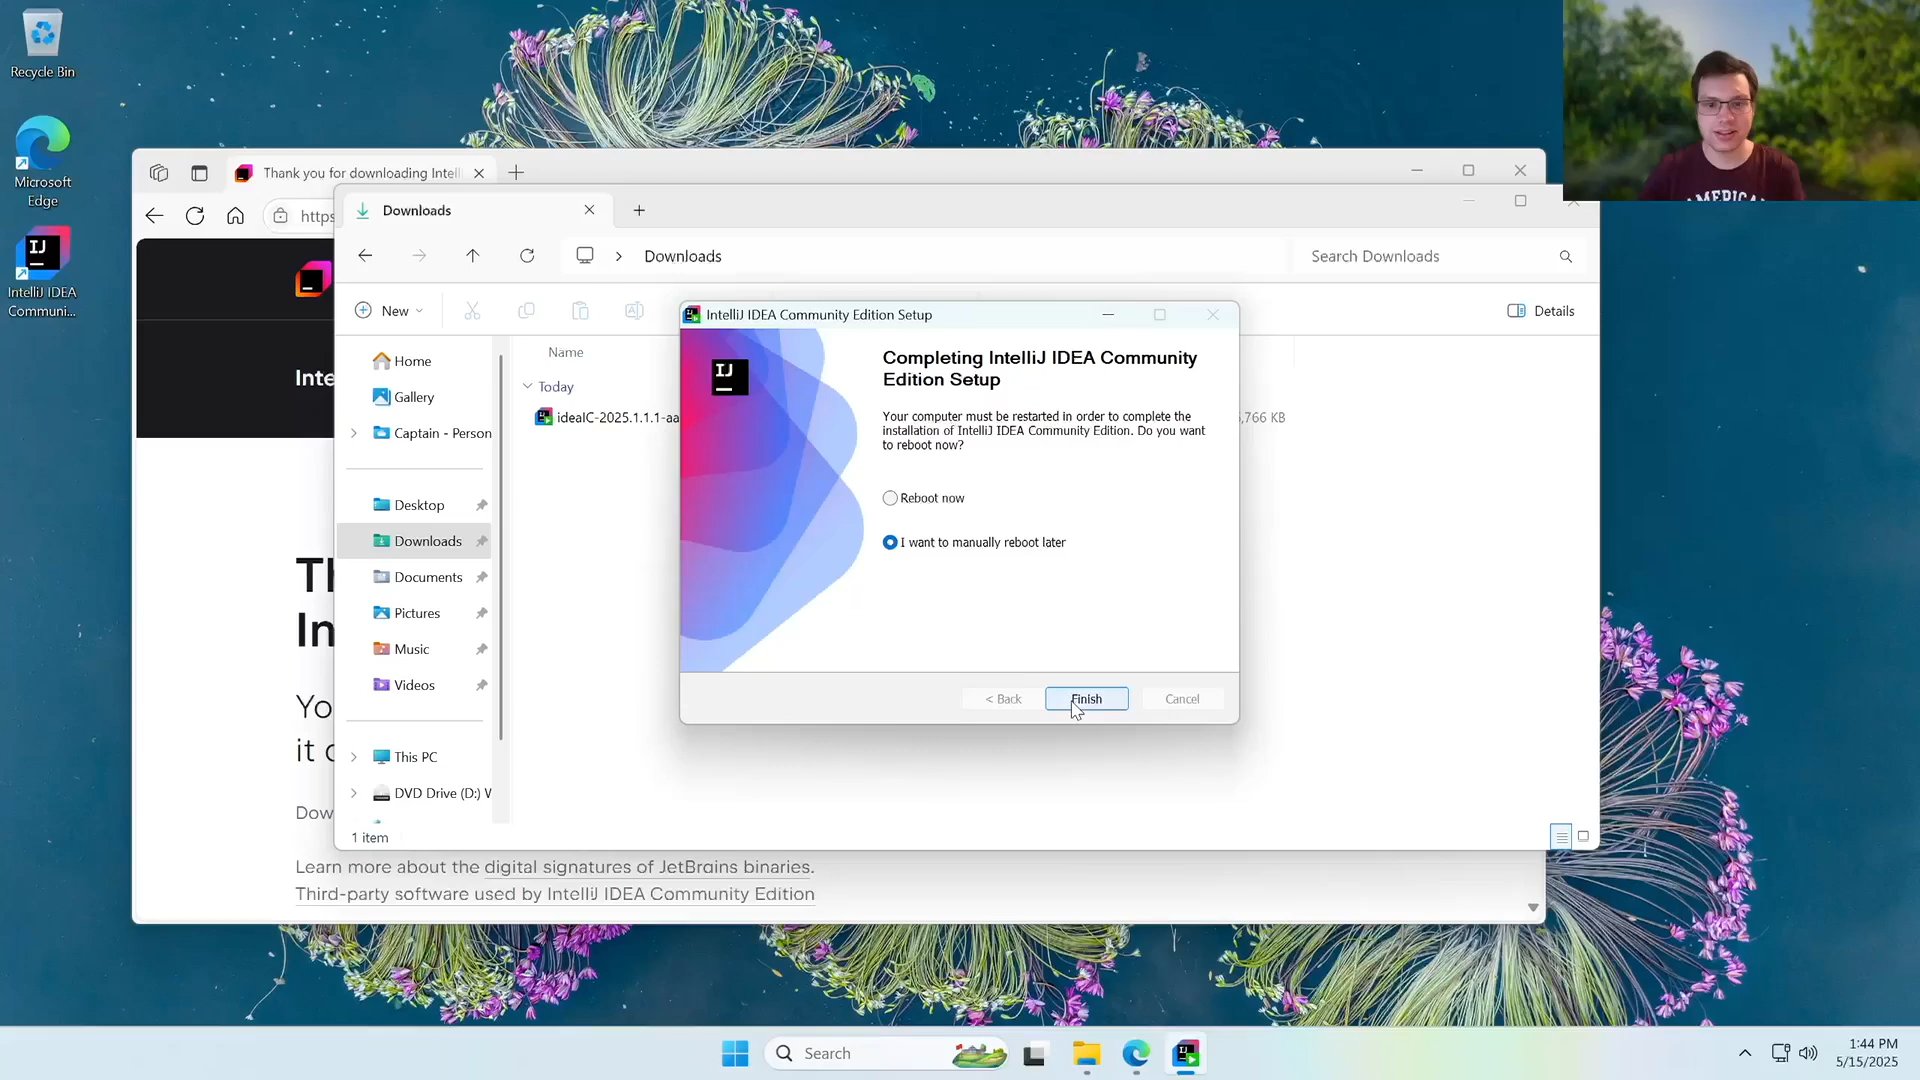 Recycle Bin
Microsoft
Edge
IntelliJ IDEA
Communi...
Thank you for downloading Intell
https
Inte
Th
In
Yo
it
Dow
Learn more about the digital signatures of JetBrains binaries.
Third-party software used by IntelliJ IDEA Community Edition
Downloads
Downloads
Search Downloads
New
Details
Home
Gallery
Captain - Person
Desktop
Downloads
Documents
Pictures
Music
Videos
This PC
DVD Drive (D:)
1 item
Name
Today
ideaIC-2025.1.1.1-aa
,766 KB
IntelliJ IDEA Community Edition Setup
IJ
Completing IntelliJ IDEA Community
Edition Setup
Your computer must be restarted in order to complete the
installation of IntelliJ IDEA Community Edition. Do you want
to reboot now?
Reboot now
I want to manually reboot later
< Back
Finish
Cancel
AMERICA
Search
1:44 PM
5/15/2025